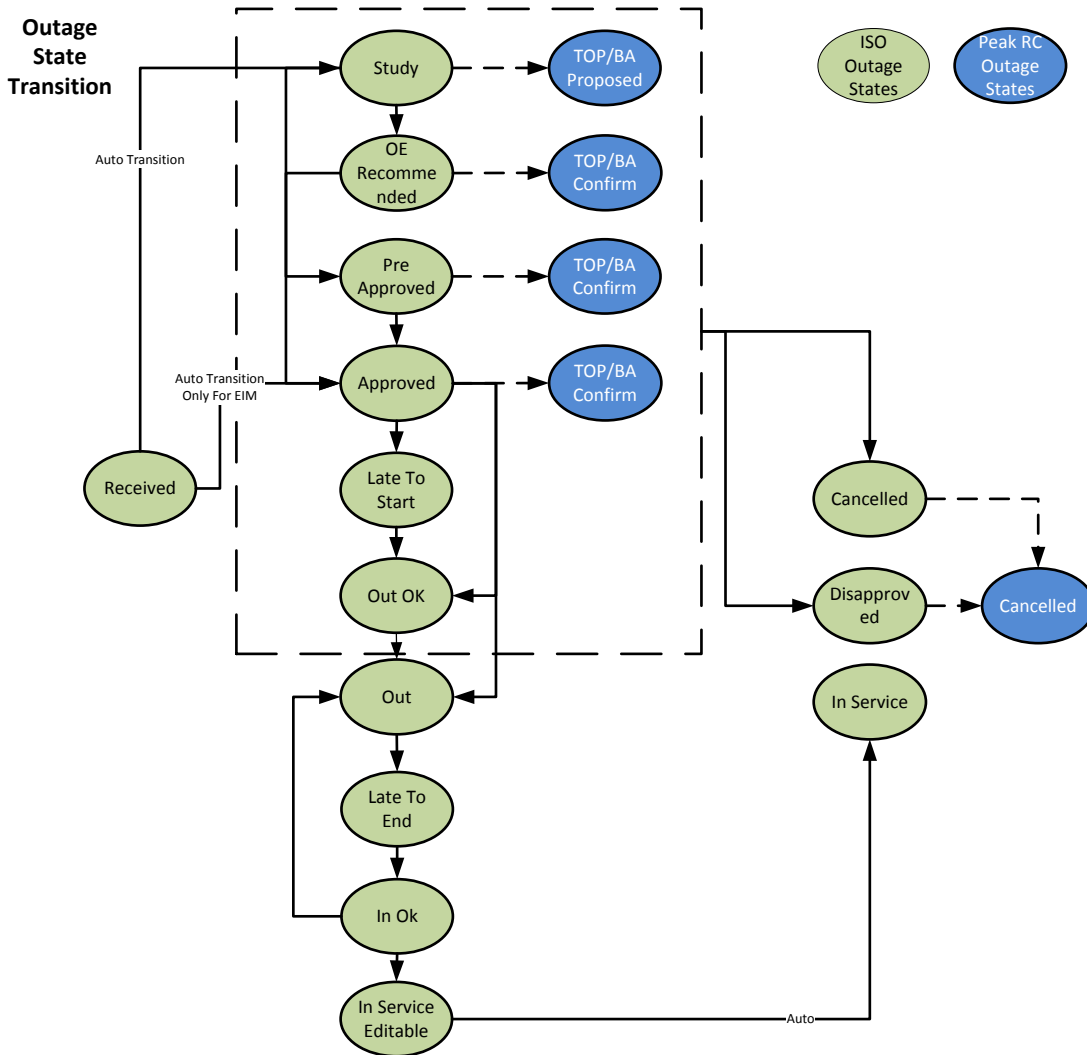 Outage
State
Transition
ISO
Outage
States
Peak RC
Outage
States
Study
TOP/BA
Proposed
Auto Transition
OE
Recomme
nded
TOP/BA
Confirm
Pre
Approved
TOP/BA
Confirm
Auto Transition
Only For EIM
Approved
TOP/BA
Confirm
Received
Late To
Start
Cancelled
Out OK
Disapprov
ed
Cancelled
Out
In Service
Late To
End
In Ok
In Service
Editable
Auto